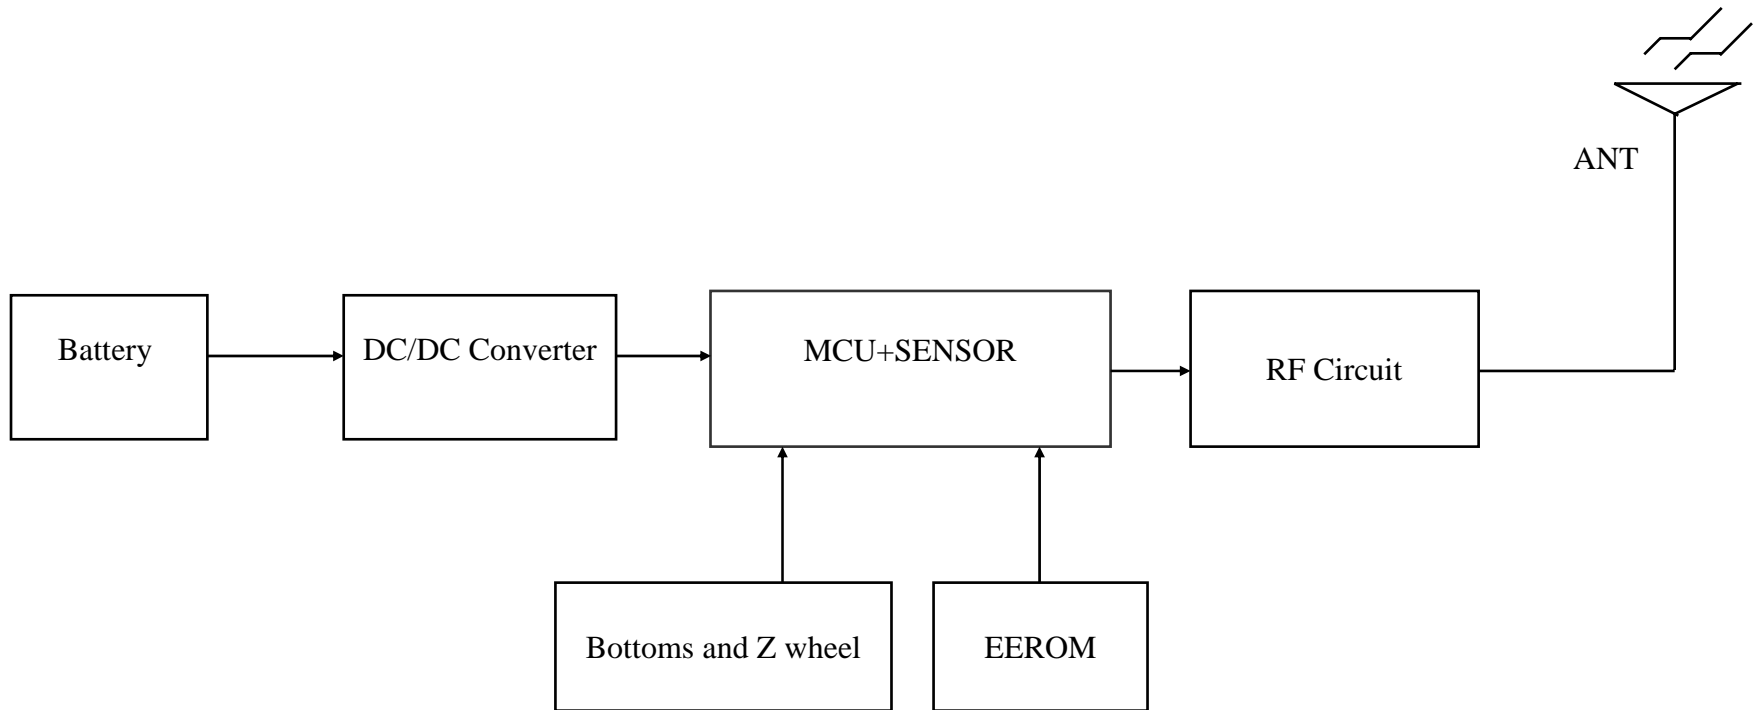 ANT
Battery
DC/DC Converter
MCU+SENSOR
RF Circuit
Bottoms and Z wheel
EEROM